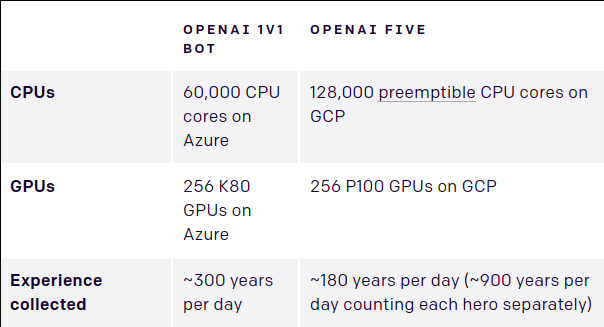 OPENAI 1V1 BOT
OPENAI FIVE
CPUs
60,000 CPU cores on Azure
128,000 preemptible CPU cores on GCP
GPUs
256 K80 GPUs on Azure
256 P100 GPUs on GCP
Experience collected
~300 years per day
~180 years per day (~900 years per day counting each hero separately)